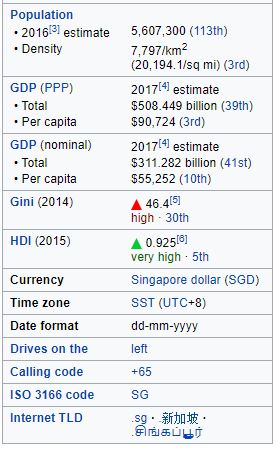 Population
• 2016[3] estimate 5,607,300 (113th)
• Density 7,797/km²
(20,194.1/sq mi) (3rd)
GDP (PPP) 2017[4] estimate
• Total $508.449 billion (39th)
• Per capita $90,724 (3rd)
GDP (nominal) 2017[4] estimate
• Total $311.282 billion (41st)
• Per capita $55,252 (10th)
Gini (2014) ▲ 46.4[5]
high · 30th
HDI (2015) ▲ 0.925[6]
very high · 5th
Currency Singapore dollar (SGD)
Time zone SST (UTC+8)
Date format dd-mm-yyyy
Drives on the left
Calling code +65
ISO 3166 code SG
Internet TLD .sg · .新加坡 ·
.சிங்கப்பூர்